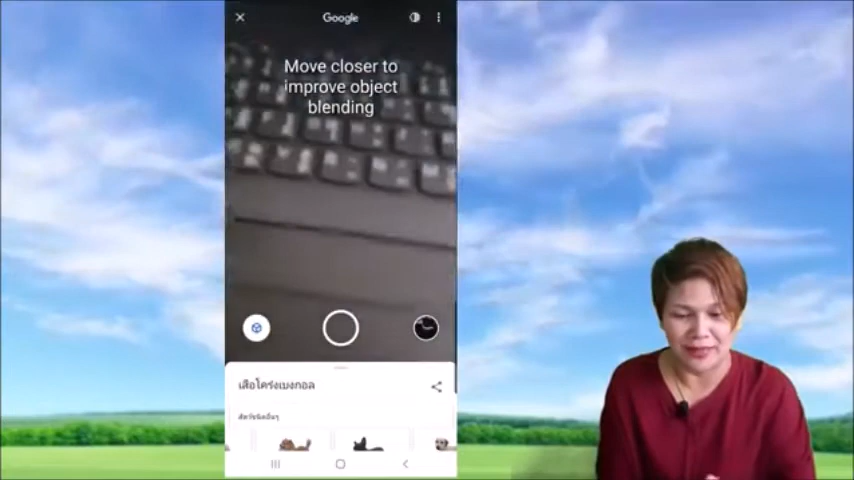 Google
Move closer to
improve object
blending
เสือโคร่งเบงกอล
สัตว์ชนิดอื่นๆ